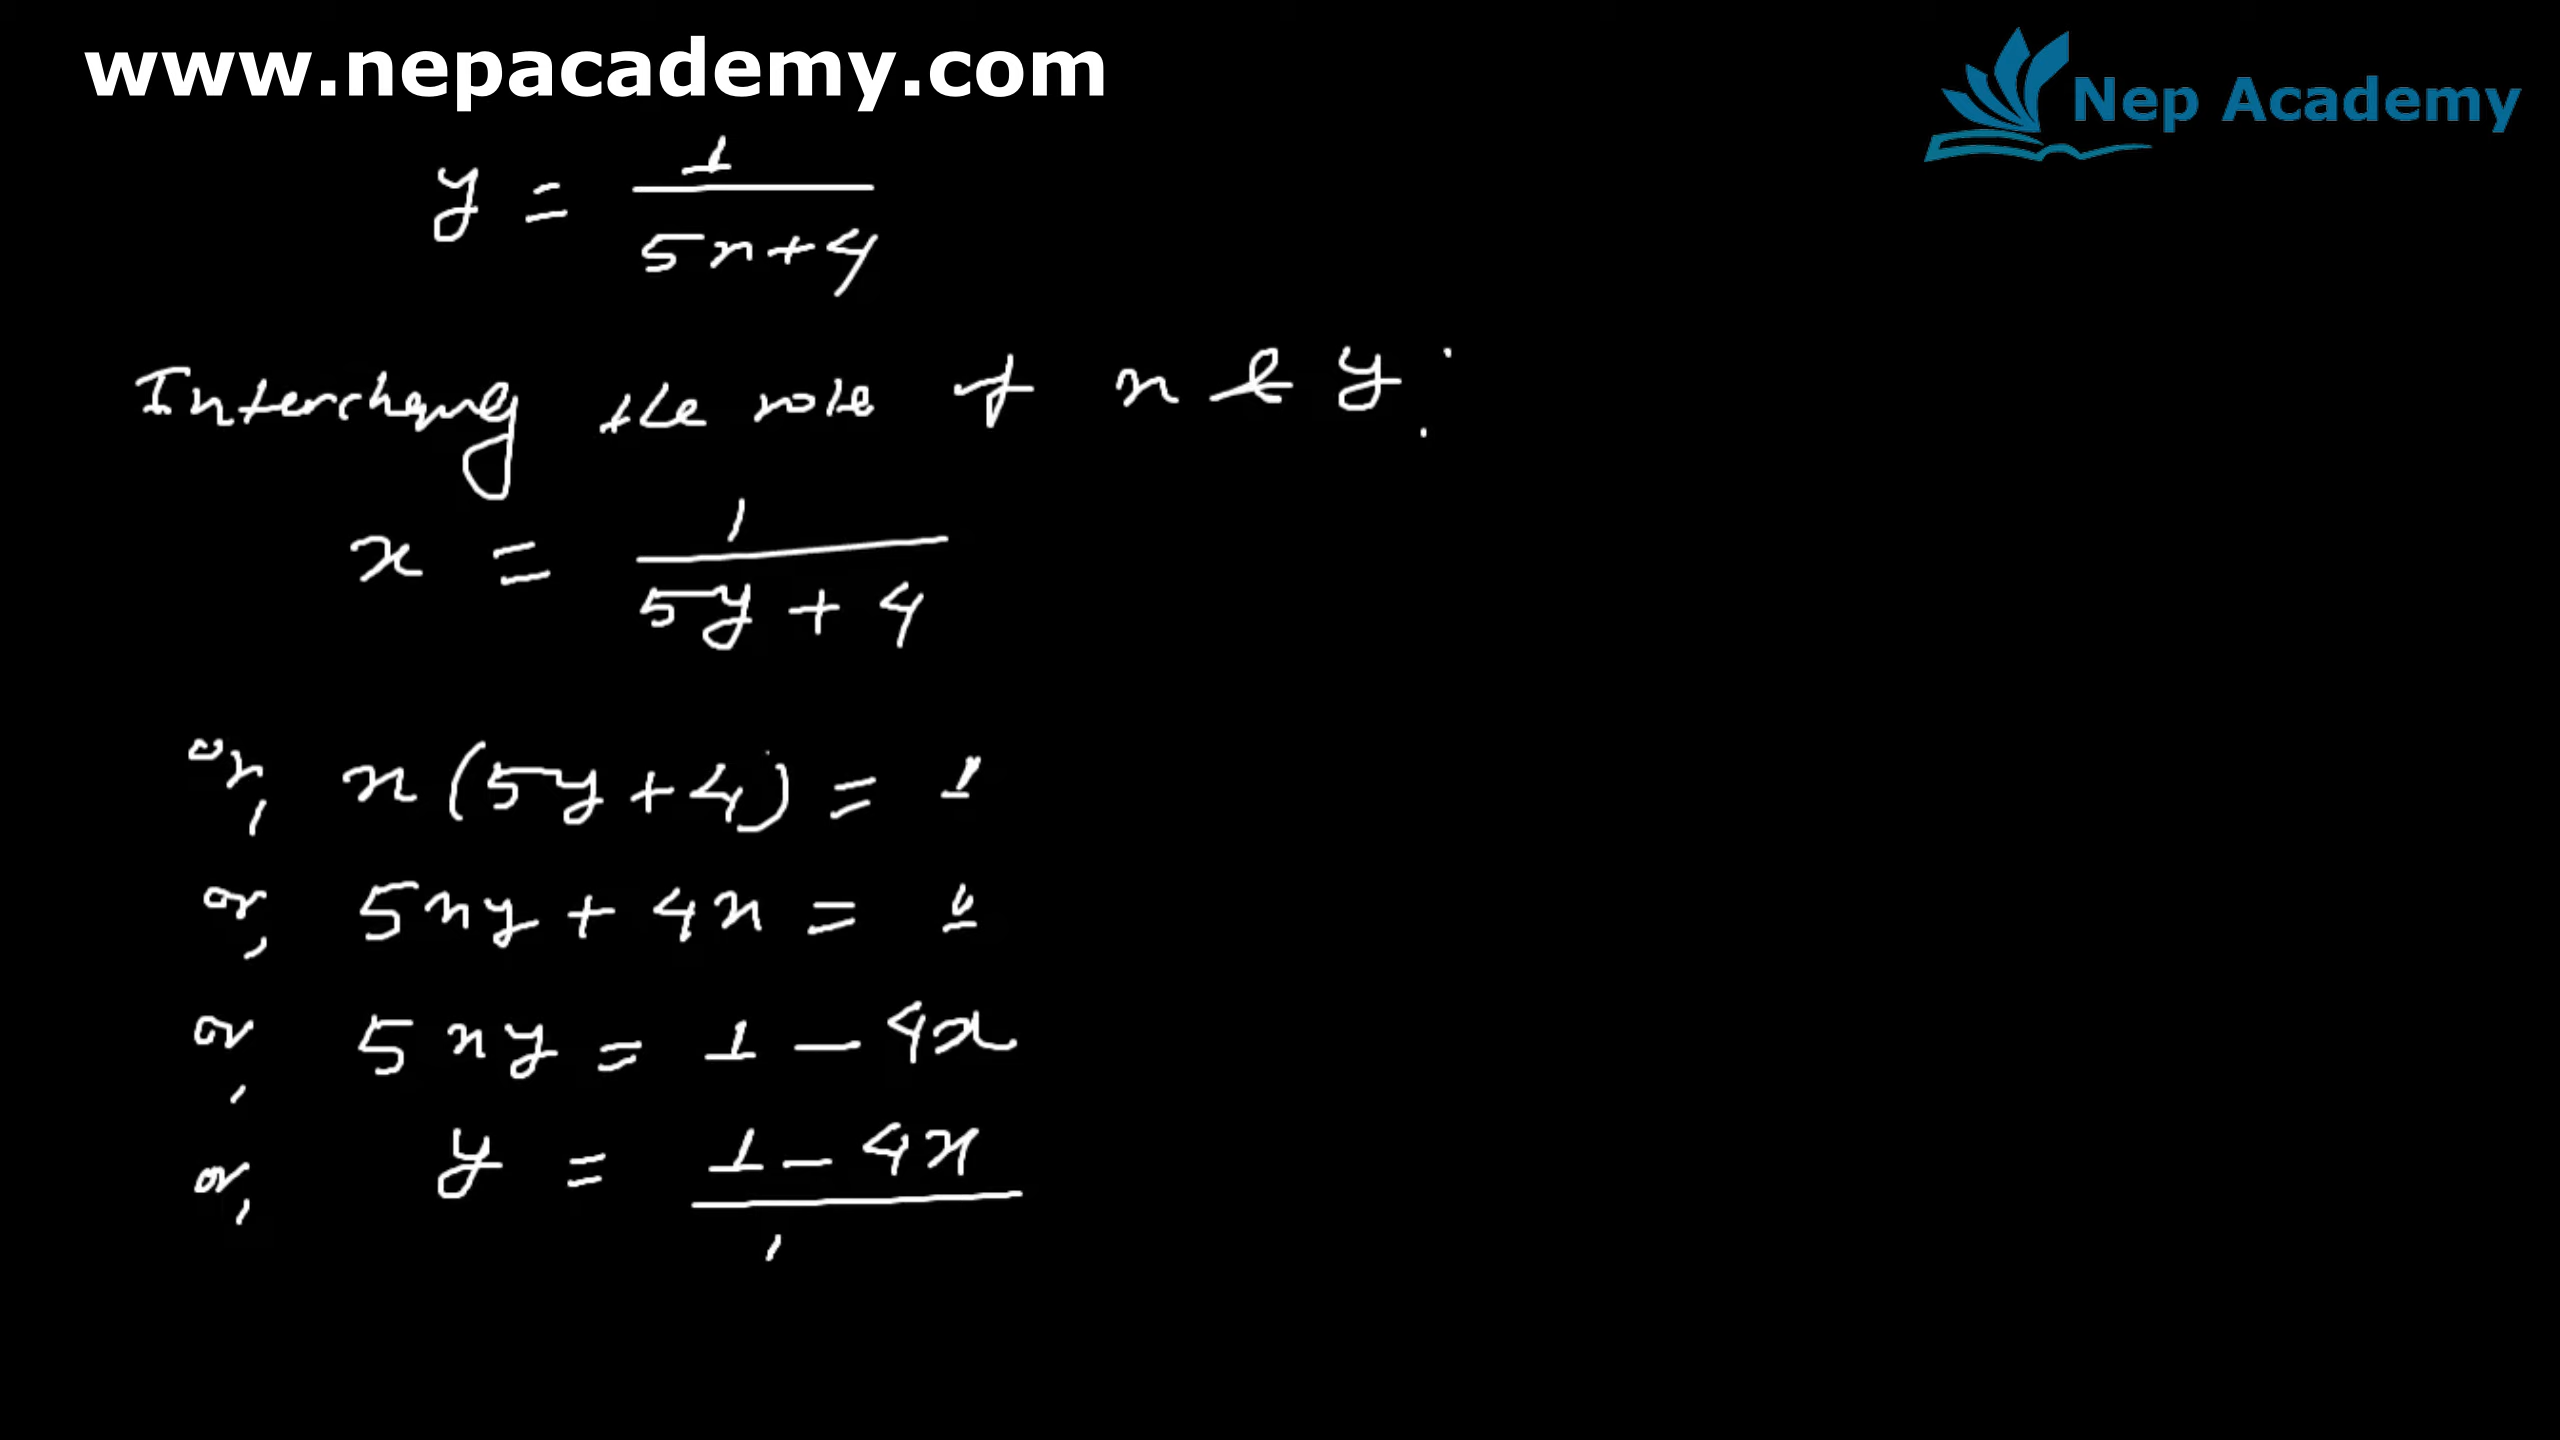 www.nepacademy.com
Nep Academy
y = 1/(5x+4)
Interchanging the role of x & y:
x = 1/(5y + 4)
or, x(5y+4) = 1
or, 5xy + 4x = 1
or, 5xy = 1 - 4x
or, y = (1 - 4x)/